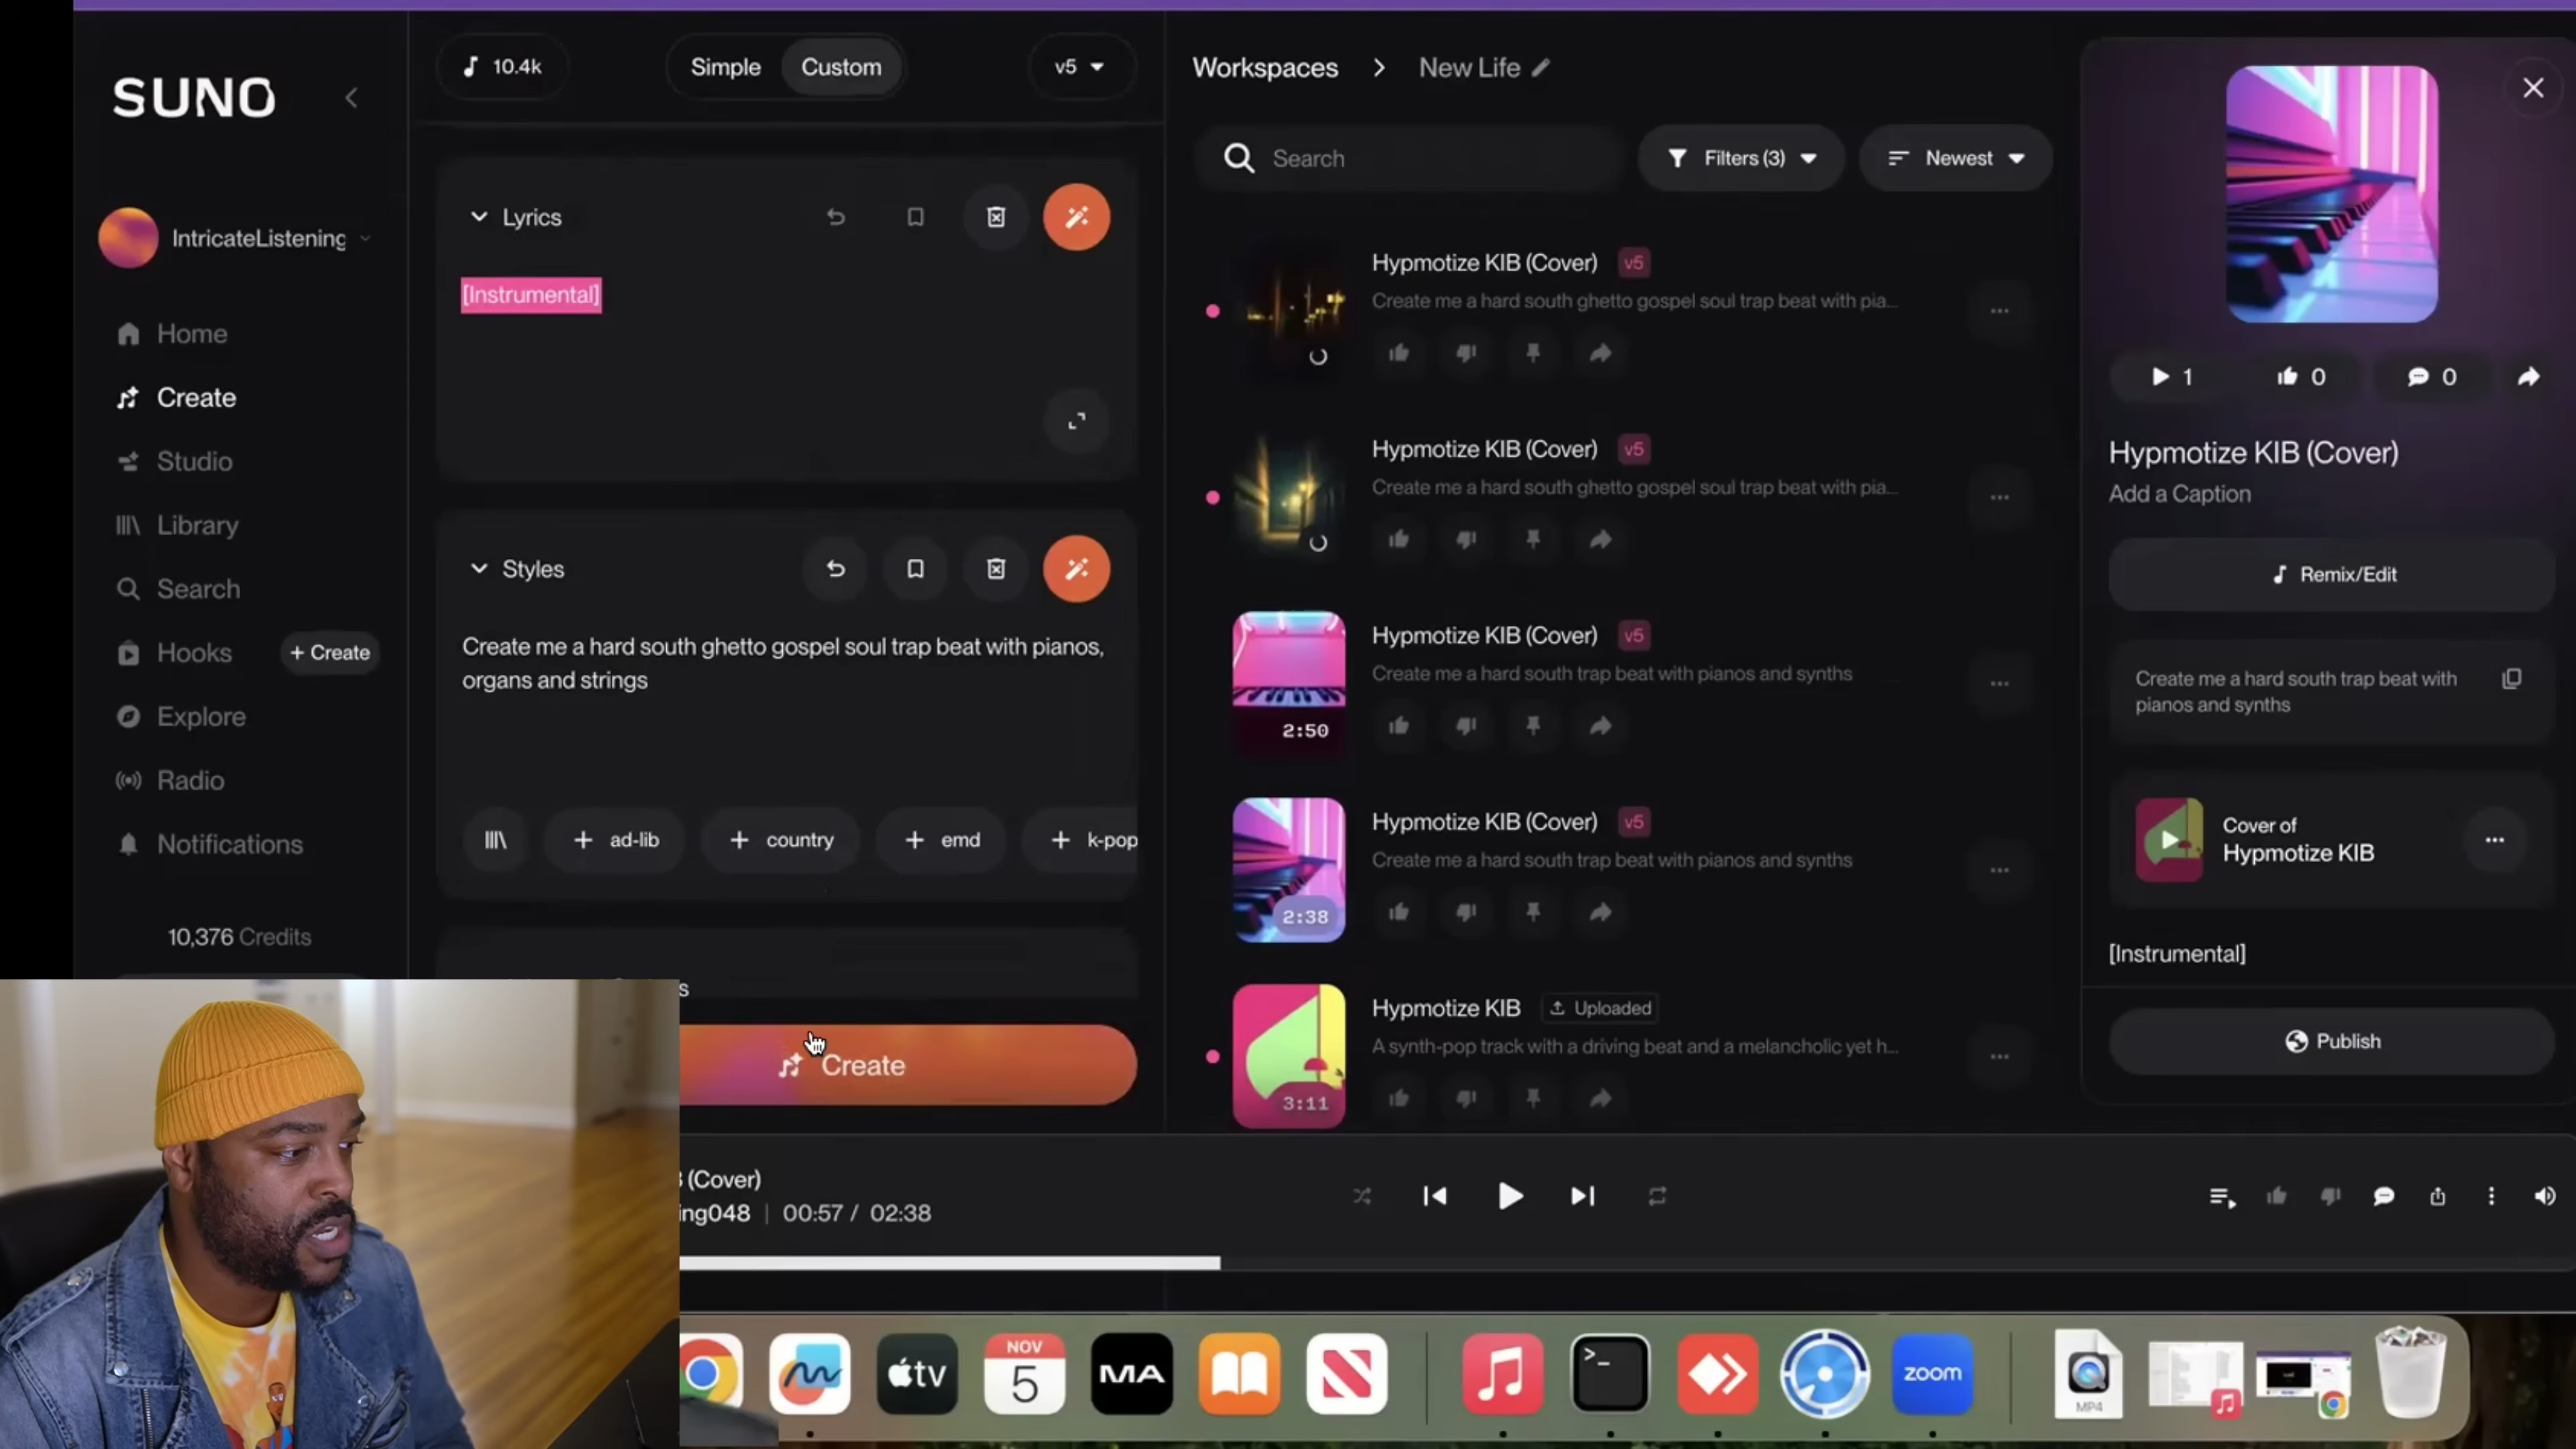 SUNO
IntricateListening
Home
Create
Studio
Library
Search
Hooks
+ Create
Explore
Radio
Notifications
10,376 Credits
10.4k
Simple
Custom
v5
Lyrics
[Instrumental]
Styles
Create me a hard south ghetto gospel soul trap beat with pianos,
organs and strings
+ ad-lib
+ country
+ emd
+ k-pop
s
Create
Workspaces > New Life
Search
Filters (3)
Newest
Hypmotize KIB (Cover) v5
Create me a hard south ghetto gospel soul trap beat with pia...
Hypmotize KIB (Cover) v5
Create me a hard south ghetto gospel soul trap beat with pia...
Hypmotize KIB (Cover) v5
Create me a hard south trap beat with pianos and synths
2:50
Hypmotize KIB (Cover) v5
Create me a hard south trap beat with pianos and synths
2:38
Hypmotize KIB Uploaded
A synth-pop track with a driving beat and a melancholic yet h...
3:11
1
0
0
Hypmotize KIB (Cover)
Add a Caption
Remix/Edit
Create me a hard south trap beat with
pianos and synths
Cover of
Hypmotize KIB
[Instrumental]
Publish
(Cover)
ing048 | 00:57 / 02:38
tv
NOV
5
MA
>_
zoom
MP4